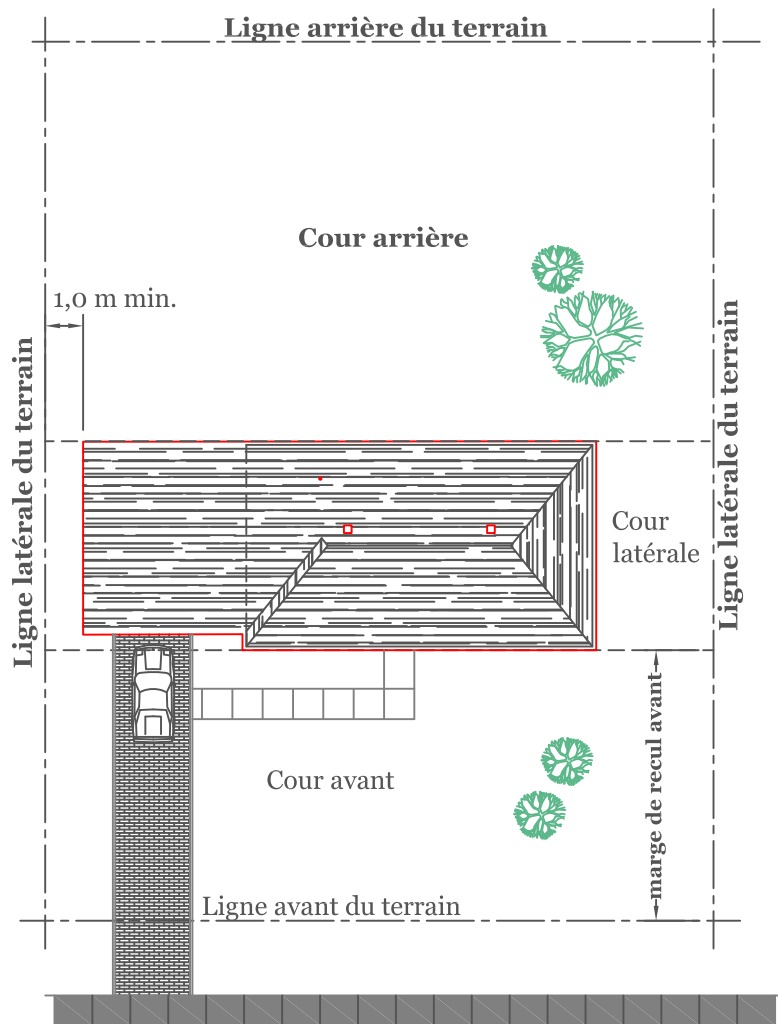 Ligne arrière du terrain
Cour arrière
1,0 m min.
Ligne latérale du terrain
Ligne latérale du terrain
Cour
latérale
marge de recul avant
Cour avant
Ligne avant du terrain